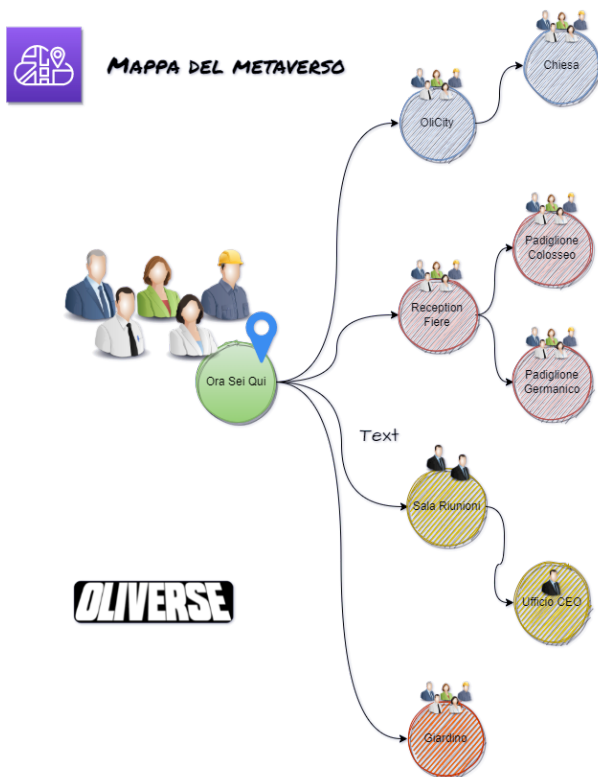 MAPPA DEL METAVERSO
Chiesa
OliCity
Padiglione
Colosseo
Reception
Fiere
Padiglione
Germanico
Ora Sei Qui
Text
Sala Riunioni
Ufficio CEO
OLIVERSE
Giardino